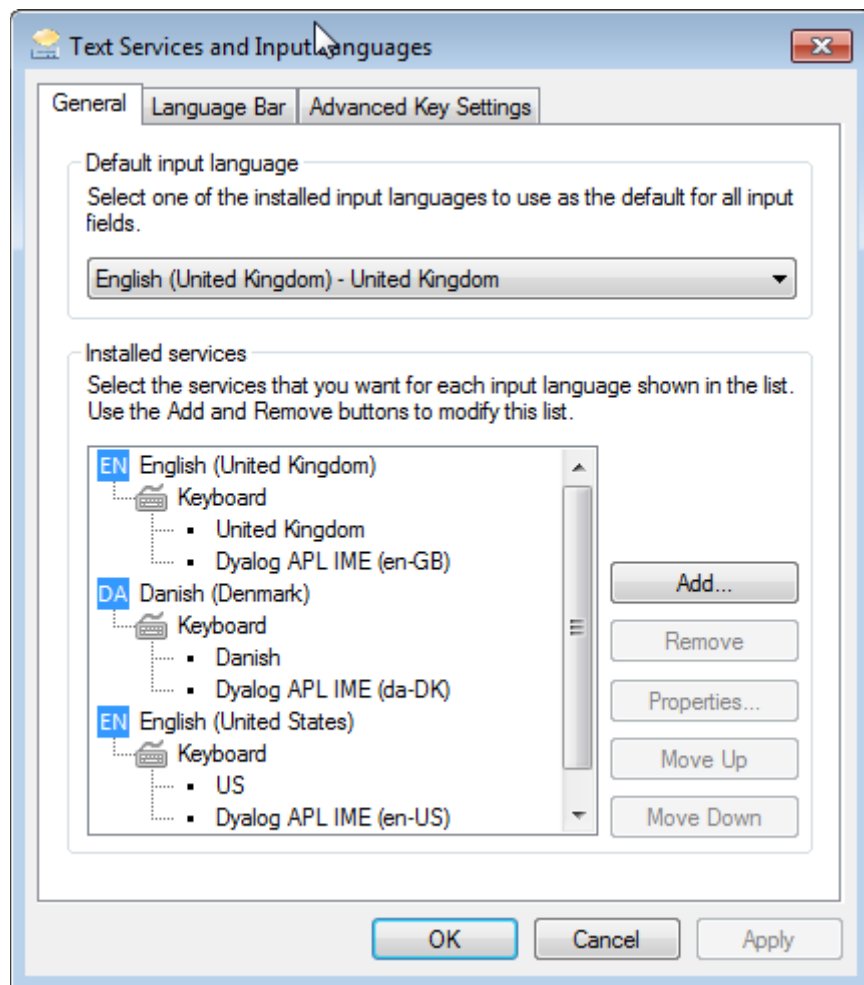 Text Services and Input Languages
General
Language Bar
Advanced Key Settings
Default input language
Select one of the installed input languages to use as the default for all input
fields.
English (United Kingdom) - United Kingdom
Installed services
Select the services that you want for each input language shown in the list.
Use the Add and Remove buttons to modify this list.
EN English (United Kingdom)
Keyboard
United Kingdom
Dyalog APL IME (en-GB)
DA Danish (Denmark)
Keyboard
Danish
Dyalog APL IME (da-DK)
EN English (United States)
Keyboard
US
Dyalog APL IME (en-US)
Add...
Remove
Properties...
Move Up
Move Down
OK
Cancel
Apply